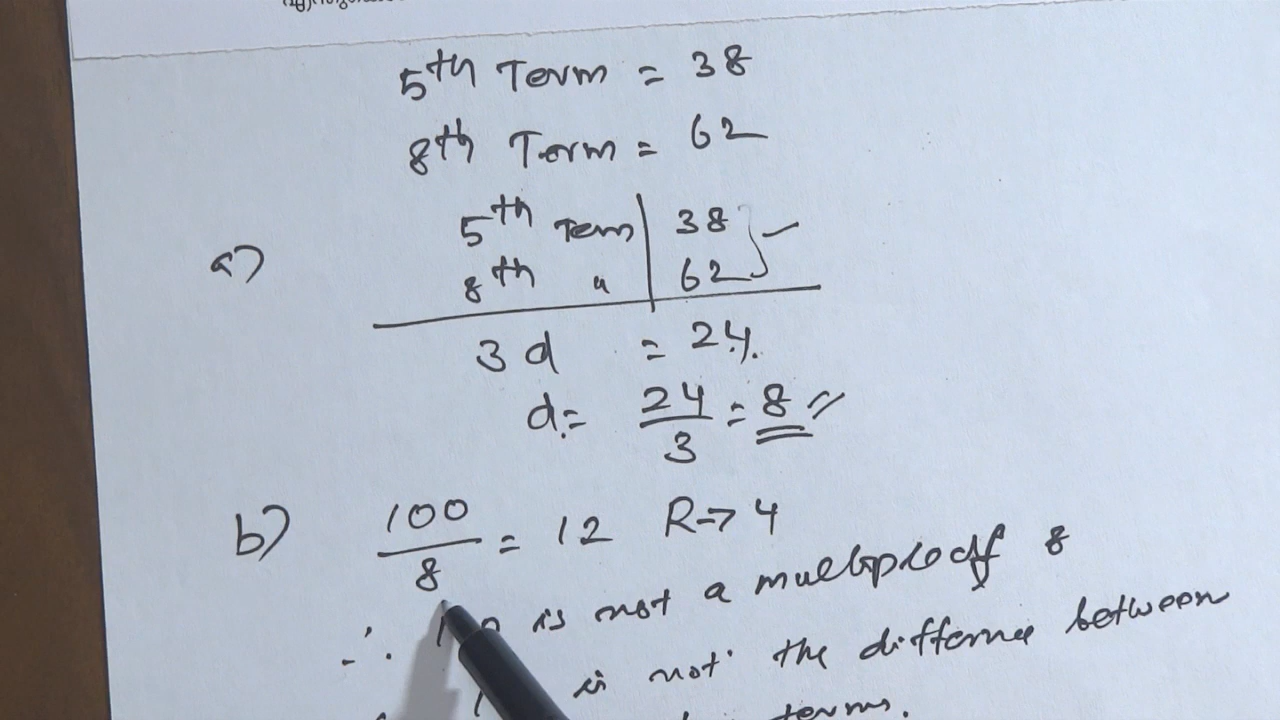 5th Term = 38
8th Term = 62
a) 5th Term | 38
8th " | 62
3d = 24.
d = 24/3 = 8
b) 100/8 = 12 R→ 4
∴ is not a multiple of 8
is not the difference between
terms.